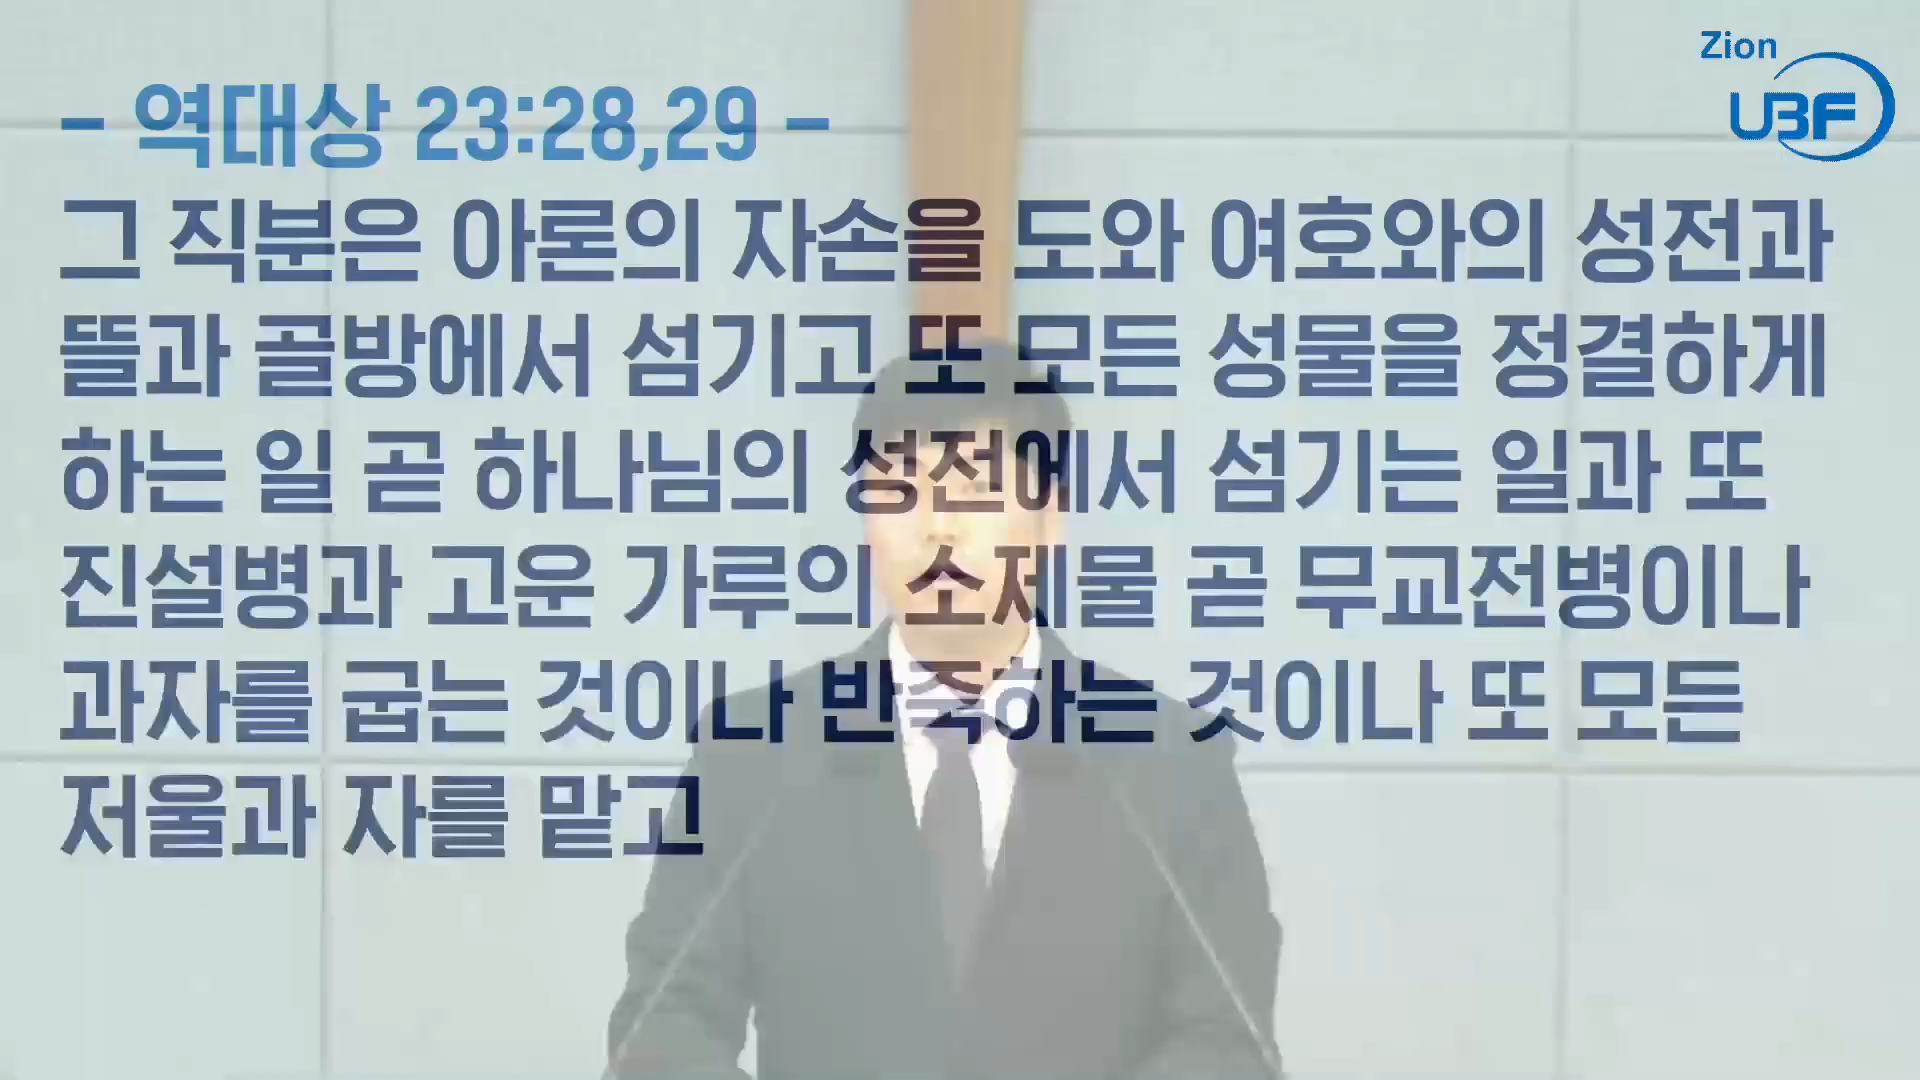 Zion
UBF
- 역대상 23:28,29 -
그 직분은 아론의 자손을 도와 여호와의 성전과
뜰과 골방에서 섬기고 또 모든 성물을 정결하게
하는 일 곧 하나님의 성전에서 섬기는 일과 또
진설병과 고운 가루의 소제물 곧 무교전병이나
과자를 굽는 것이나 반죽하는 것이나 또 모든
저울과 자를 맡고